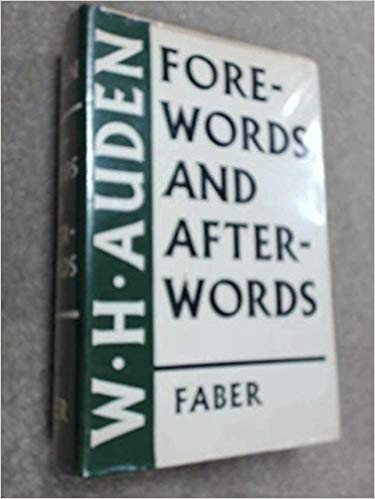 W·H·AUDEN
FORE-
WORDS
AND
AFTER-
WORDS
FABER